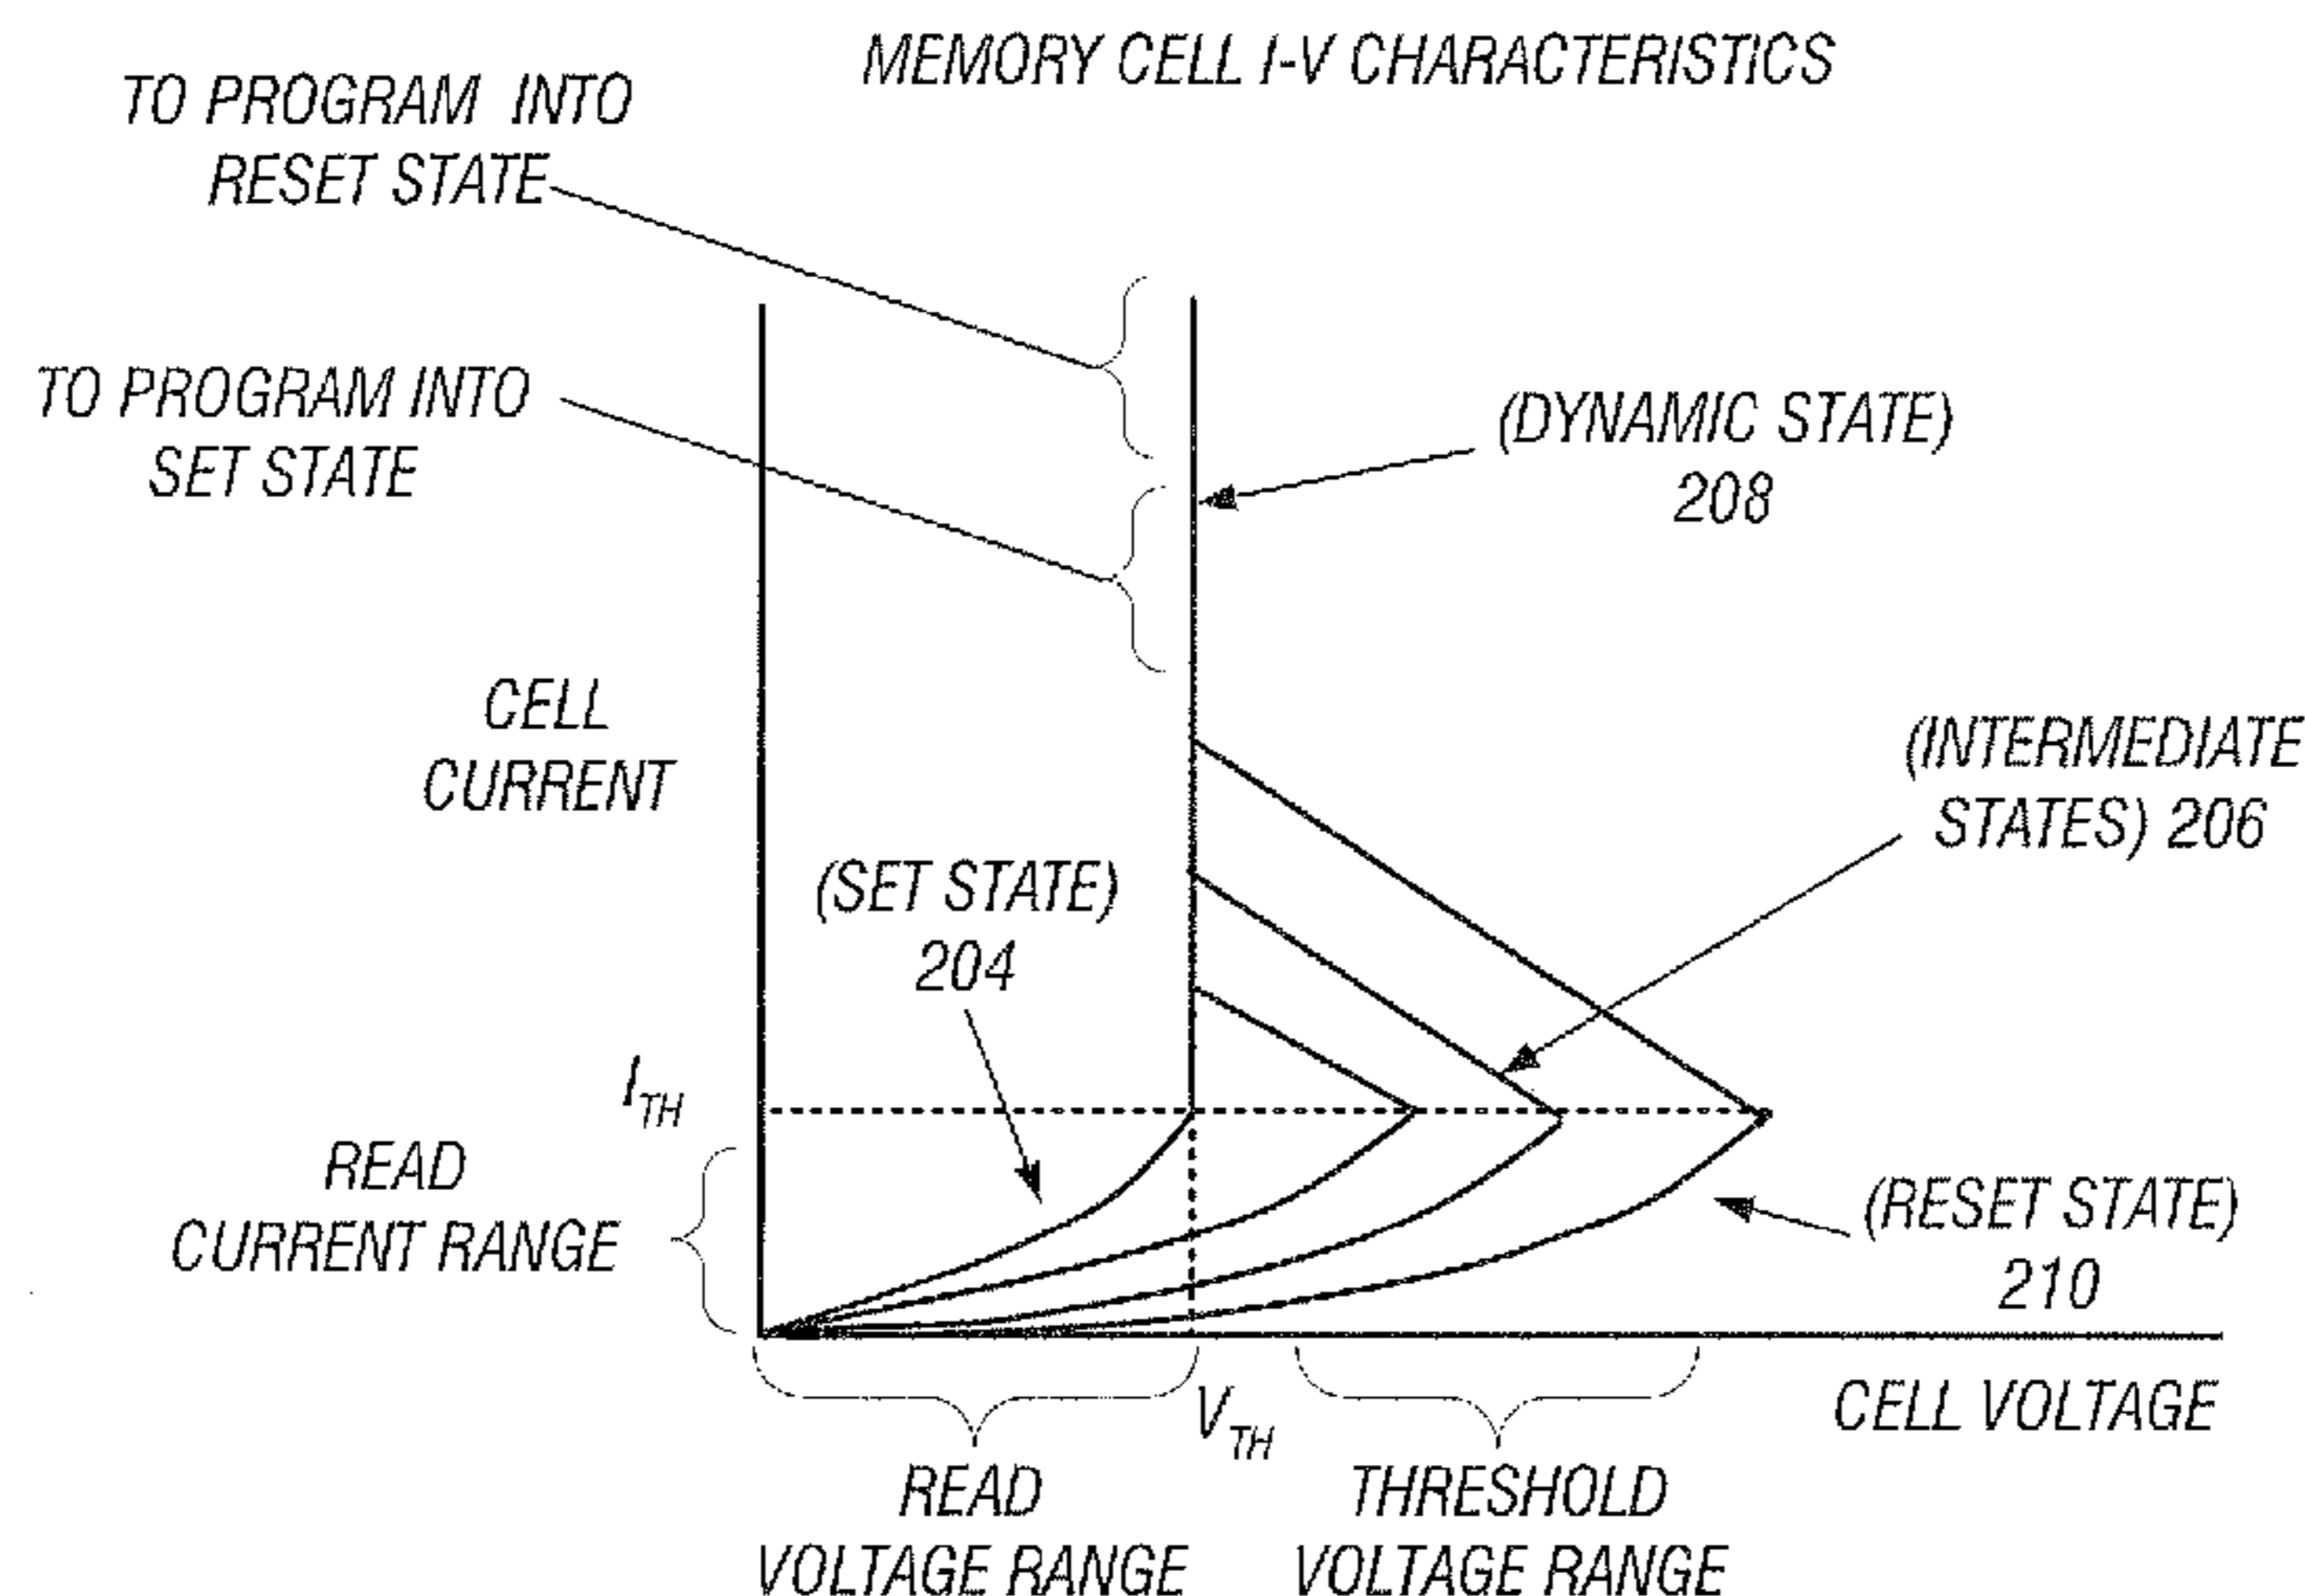 MEMORY CELL I-V CHARACTERISTICS
TO PROGRAM INTO
RESET STATE
TO PROGRAM INTO
SET STATE
(DYNAMIC STATE)
208
CELL
CURRENT
(INTERMEDIATE
STATES) 206
(SET STATE)
204
I_TH
READ
CURRENT RANGE
(RESET STATE)
210
V_TH
CELL VOLTAGE
READ
VOLTAGE RANGE
THRESHOLD
VOLTAGE RANGE